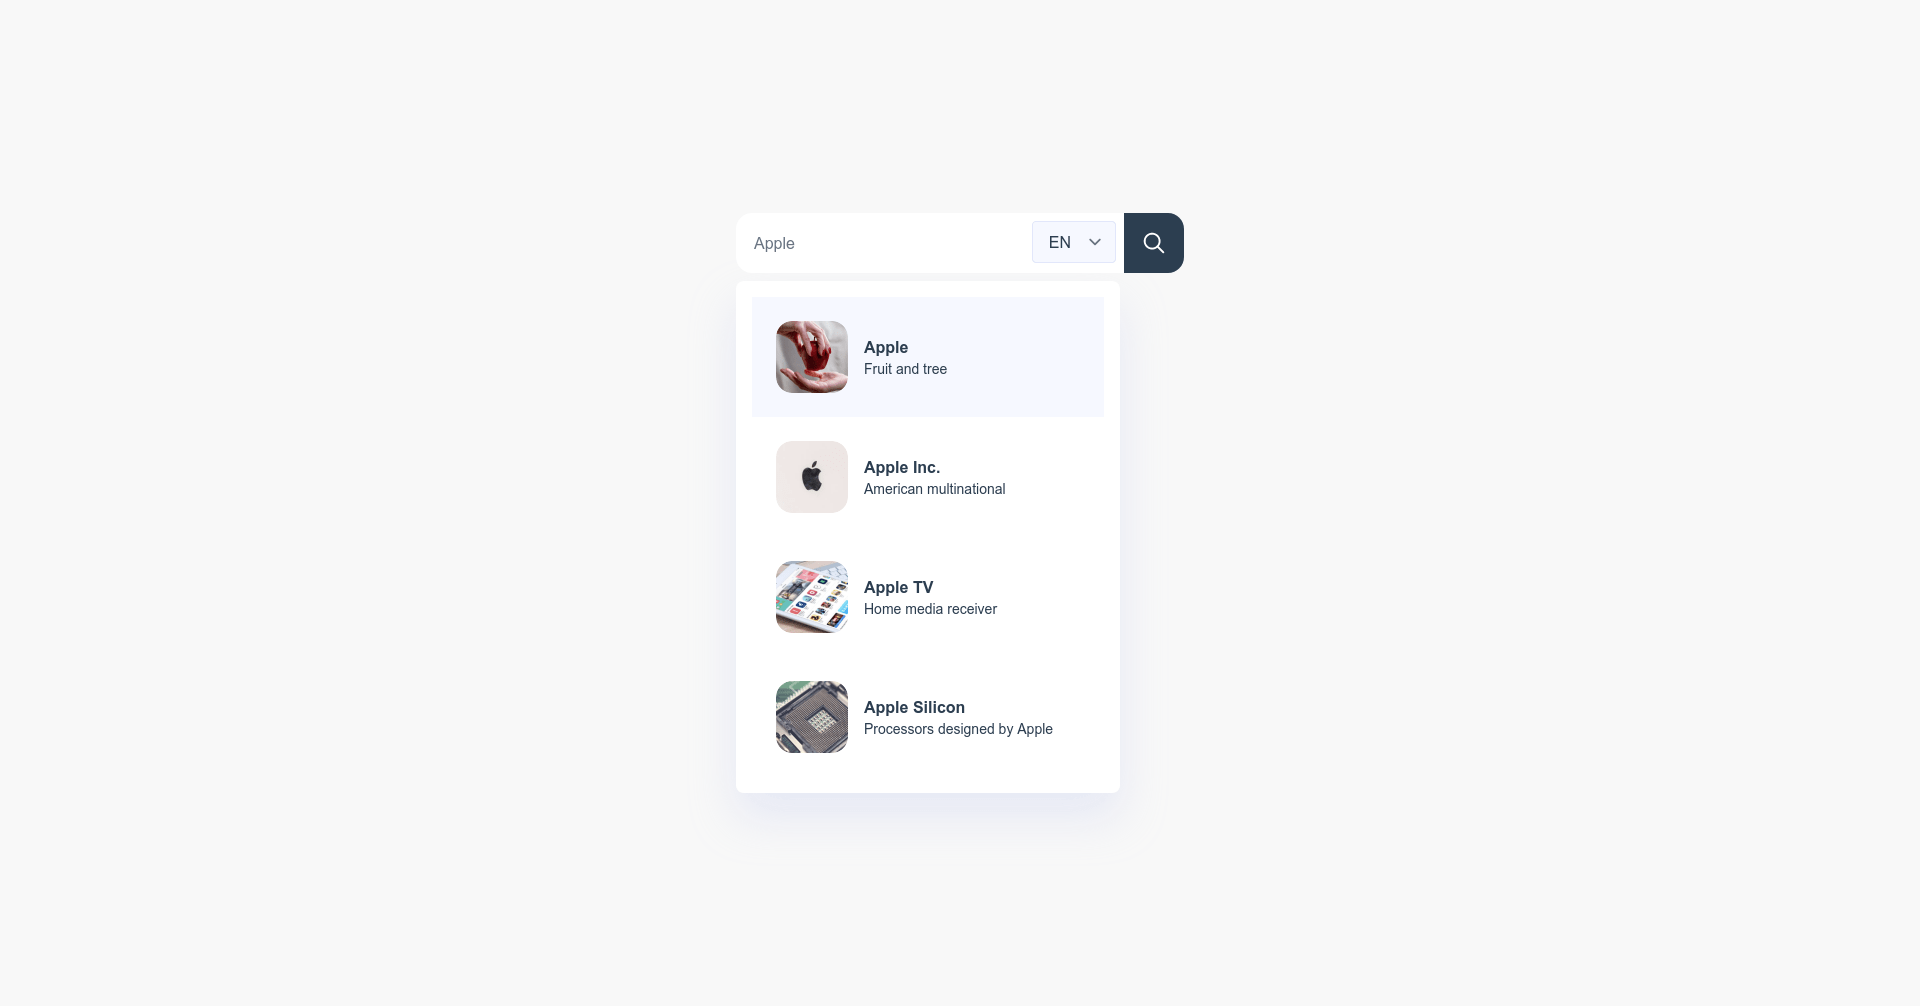 Apple
EN
Apple
Fruit and tree
Apple Inc.
American multinational
Apple TV
Home media receiver
Apple Silicon
Processors designed by Apple